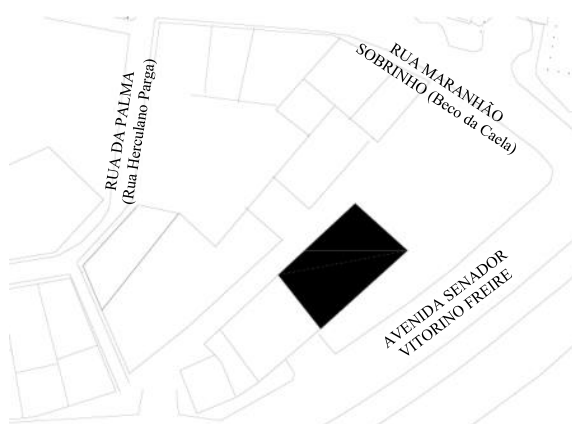 RUA DA PALMA
(Rua Herculano Parga)
RUA MARANHÃO
SOBRINHO (Beco da Caela)
AVENIDA SENADOR
VITORINO FREIRE